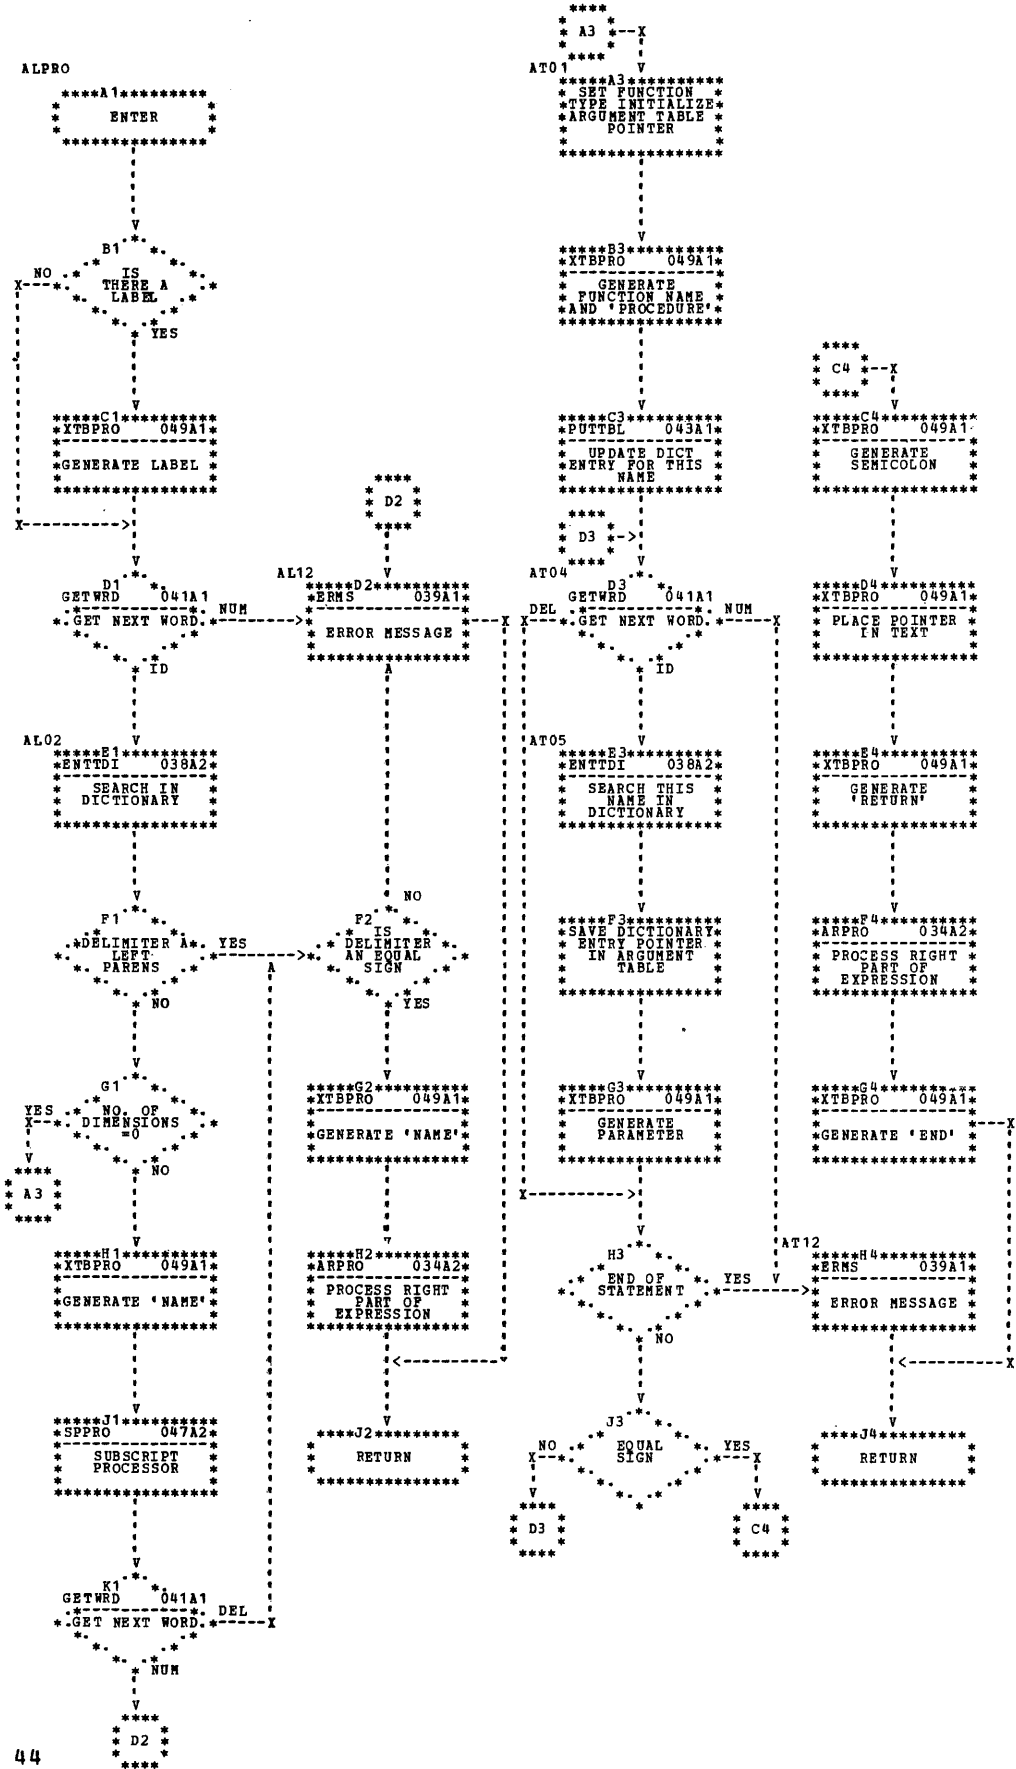 ALPRO
A1
ENTER
B1
IS
THERE A
LABEL
NO
YES
C1
XTBPRO 049A1
GENERATE LABEL
D1
GETWRD 041A1
GET NEXT WORD
NUM
ID
AL02
E1
ENTTDI 038A2
SEARCH IN
DICTIONARY
F1
DELIMITER A
LEFT
PARENS
YES
NO
G1
NO. OF
DIMENSIONS
=0
YES
NO
A3
H1
XTBPRO 049A1
GENERATE 'NAME'
J1
SPPRO 047A2
SUBSCRIPT
PROCESSOR
K1
GETWRD 041A1
GET NEXT WORD
DEL
NUM
D2
D2
AL12
D2
ERMS 039A1
ERROR MESSAGE
NO
F2
IS
DELIMITER
AN EQUAL
SIGN
YES
G2
XTBPRO 049A1
GENERATE 'NAME'
H2
ARPRO 034A2
PROCESS RIGHT
PART OF
EXPRESSION
J2
RETURN
A3
AT01
A3
SET FUNCTION
TYPE INITIALIZE
ARGUMENT TABLE
POINTER
B3
XTBPRO 049A1
GENERATE
FUNCTION NAME
AND 'PROCEDURE'
C3
PUTTBL 043A1
UPDATE DICT
ENTRY FOR THIS
NAME
D3
AT04
D3
GETWRD 041A1
GET NEXT WORD
DEL
NUM
ID
AT05
E3
ENTTDI 038A2
SEARCH THIS
NAME IN
DICTIONARY
F3
SAVE DICTIONARY
ENTRY POINTER
IN ARGUMENT
TABLE
G3
XTBPRO 049A1
GENERATE
PARAMETER
H3
END OF
STATEMENT
YES
NO
J3
EQUAL
SIGN
NO
YES
D3
C4
C4
C4
XTBPRO 049A1
GENERATE
SEMICOLON
D4
XTBPRO 049A1
PLACE POINTER
IN TEXT
E4
XTBPRO 049A1
GENERATE
'RETURN'
F4
ARPRO 034A2
PROCESS RIGHT
PART OF
EXPRESSION
G4
XTBPRO 049A1
GENERATE 'END'
AT12
H4
ERMS 039A1
ERROR MESSAGE
J4
RETURN
44